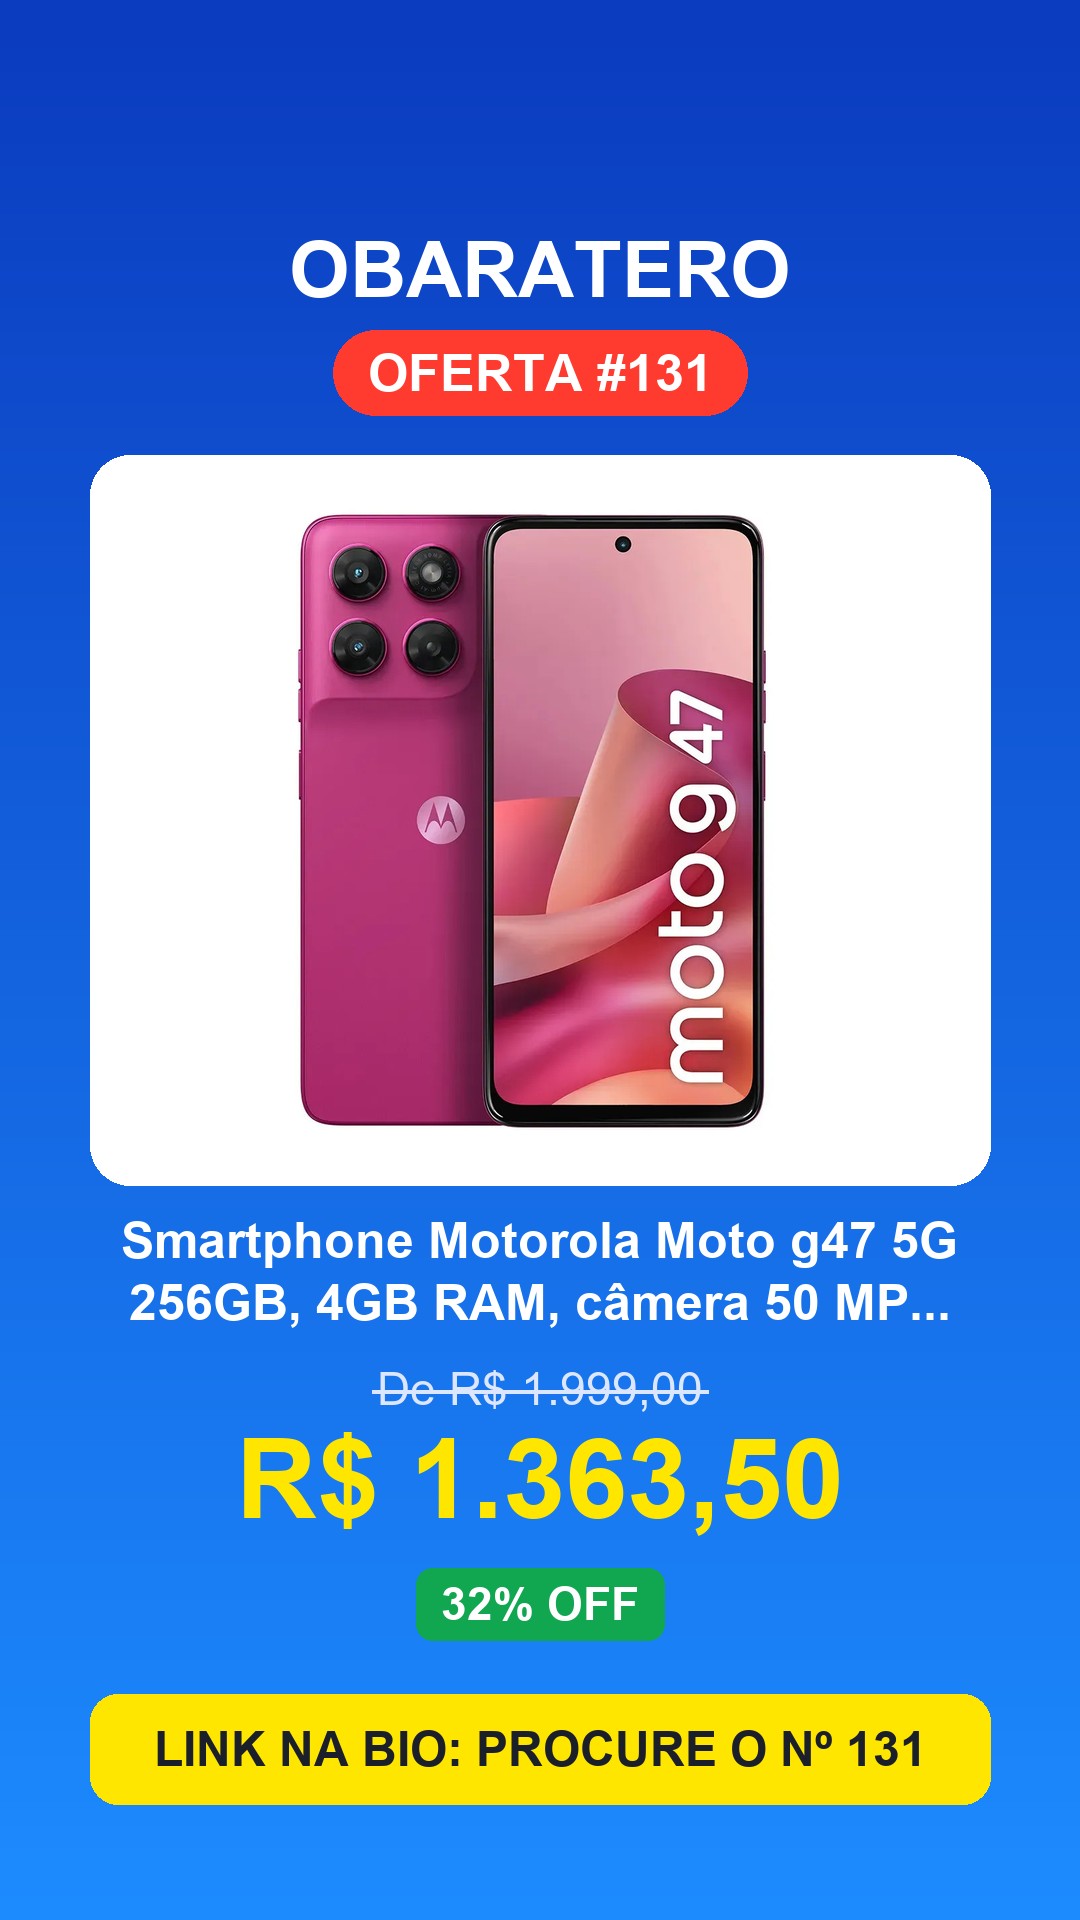 OBARATERO
OFERTA #131
moto g 47
Smartphone Motorola Moto g47 5G
256GB, 4GB RAM, câmera 50 MP...
De R$ 1.999,00
R$ 1.363,50
32% OFF
LINK NA BIO: PROCURE O Nº 131